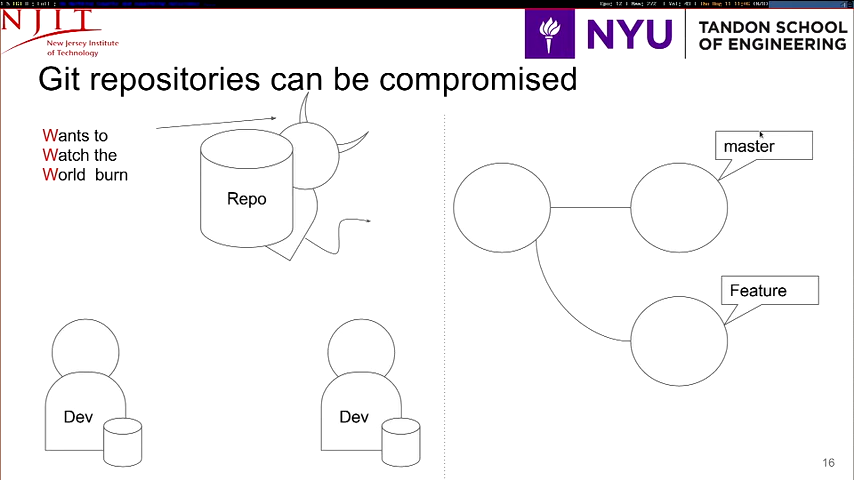 NJIT
New Jersey Institute
of Technology
NYU
TANDON SCHOOL
OF ENGINEERING
Git repositories can be compromised
Wants to
Watch the
World burn
Repo
master
Feature
Dev
Dev
16